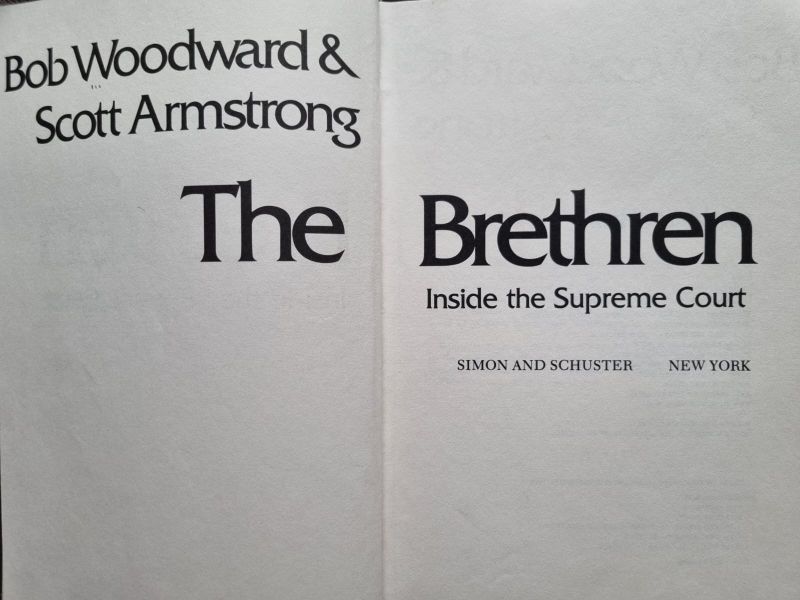 Bob Woodward &
Scott Armstrong
The Brethren
Inside the Supreme Court
SIMON AND SCHUSTER NEW YORK